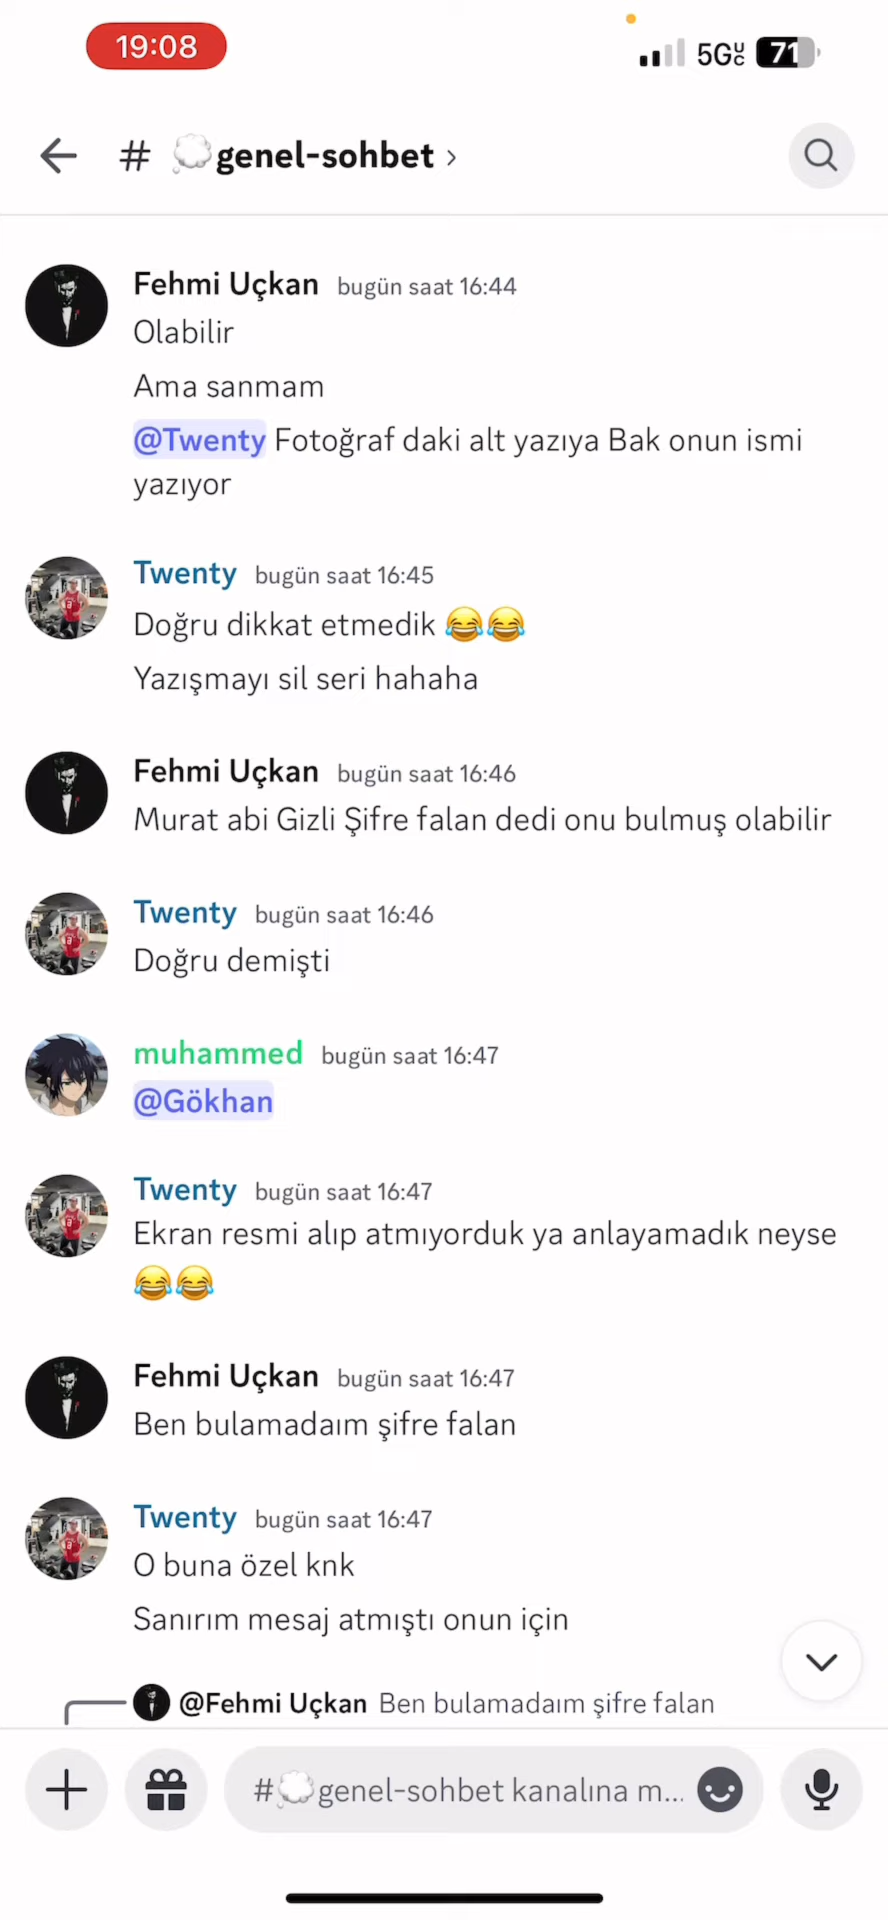 19:08
5G UC 71
# genel-sohbet
Fehmi Uçkan bugün saat 16:44
Olabilir
Ama sanmam
@Twenty Fotoğraf daki alt yazıya Bak onun ismi
yazıyor
Twenty bugün saat 16:45
Doğru dikkat etmedik 😂😂
Yazışmayı sil seri hahaha
Fehmi Uçkan bugün saat 16:46
Murat abi Gizli Şifre falan dedi onu bulmuş olabilir
Twenty bugün saat 16:46
Doğru demişti
muhammed bugün saat 16:47
@Gökhan
Twenty bugün saat 16:47
Ekran resmi alıp atmıyorduk ya anlayamadık neyse
😂😂
Fehmi Uçkan bugün saat 16:47
Ben bulamadaım şifre falan
Twenty bugün saat 16:47
O buna özel knk
Sanırım mesaj atmıştı onun için
@Fehmi Uçkan Ben bulamadaım şifre falan
#💭genel-sohbet kanalına m...